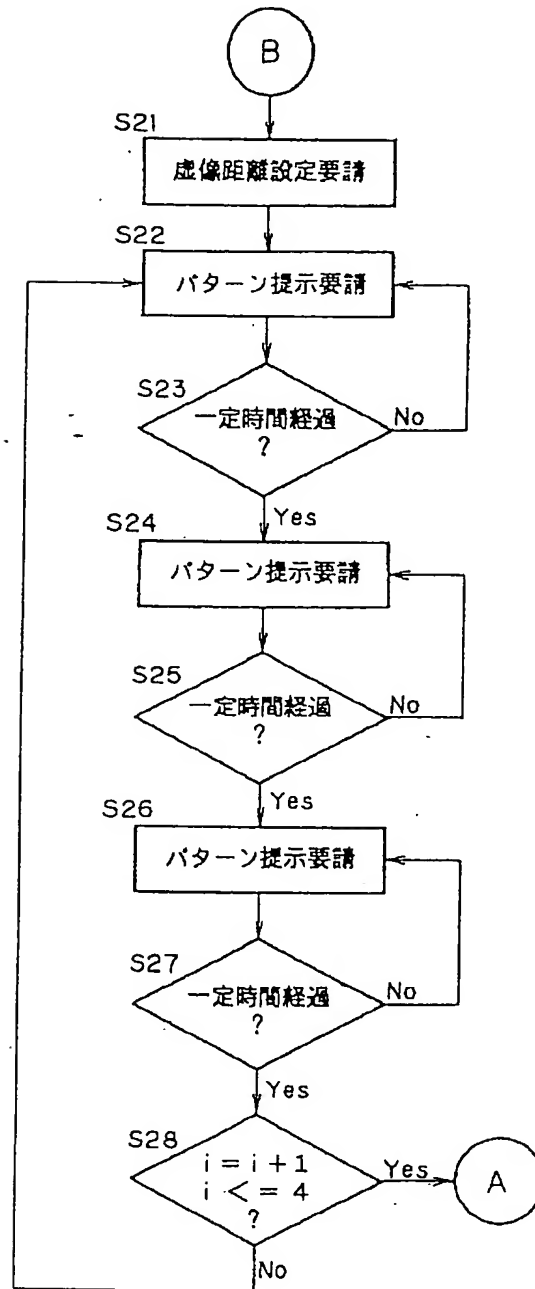 B
S21
虚像距離設定要請
S22
パターン提示要請
S23
一定時間経過
?
No
Yes
S24
パターン提示要請
S25
一定時間経過
?
No
Yes
S26
パターン提示要請
S27
一定時間経過
?
No
Yes
S28
i = i + 1
i < = 4
?
Yes
A
No